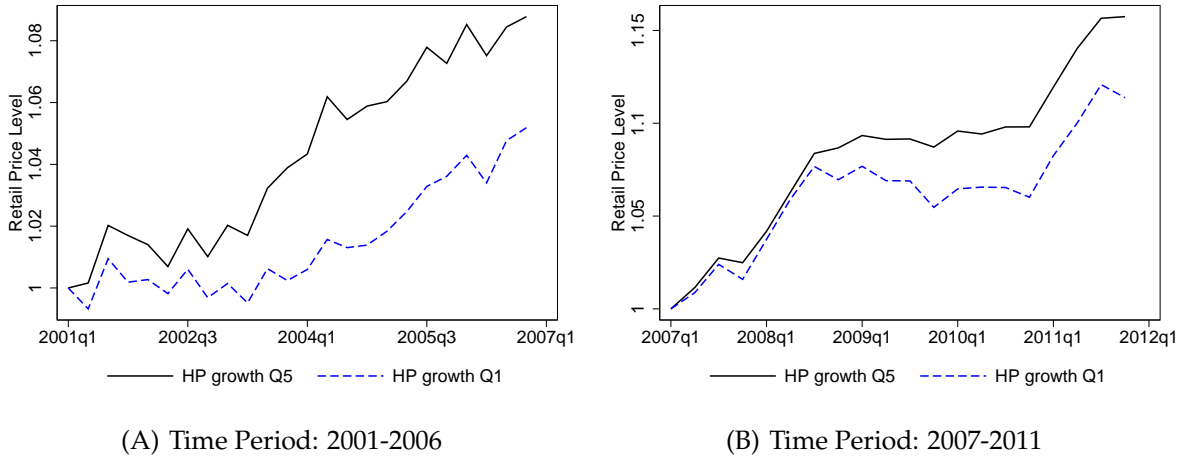 Retail Price Level
1.08
1.06
1.04
1.02
1
2001q1 2002q3 2004q1 2005q3 2007q1
HP growth Q5 HP growth Q1
(A) Time Period: 2001-2006
Retail Price Level
1.15
1.1
1.05
1
2007q1 2008q1 2009q1 2010q1 2011q1 2012q1
HP growth Q5 HP growth Q1
(B) Time Period: 2007-2011